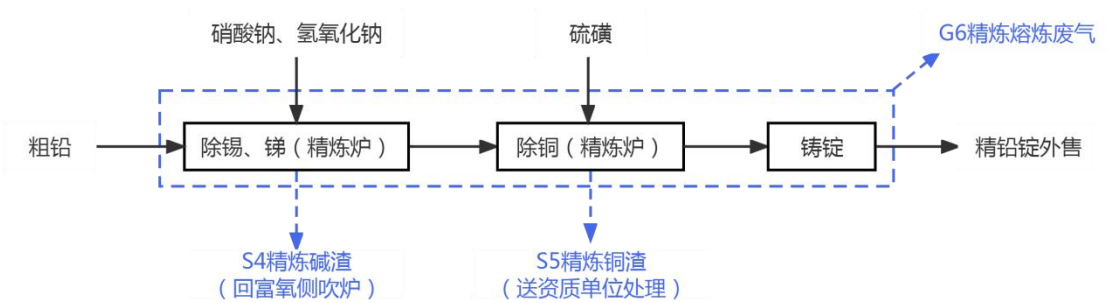 硝酸钠、氢氧化钠
硫磺
G6精炼熔炼废气
粗铅
除锡、锑（精炼炉）
除铜（精炼炉）
铸锭
精铅锭外售
S4精炼碱渣
（回富氧侧吹炉）
S5精炼铜渣
（送资质单位处理）